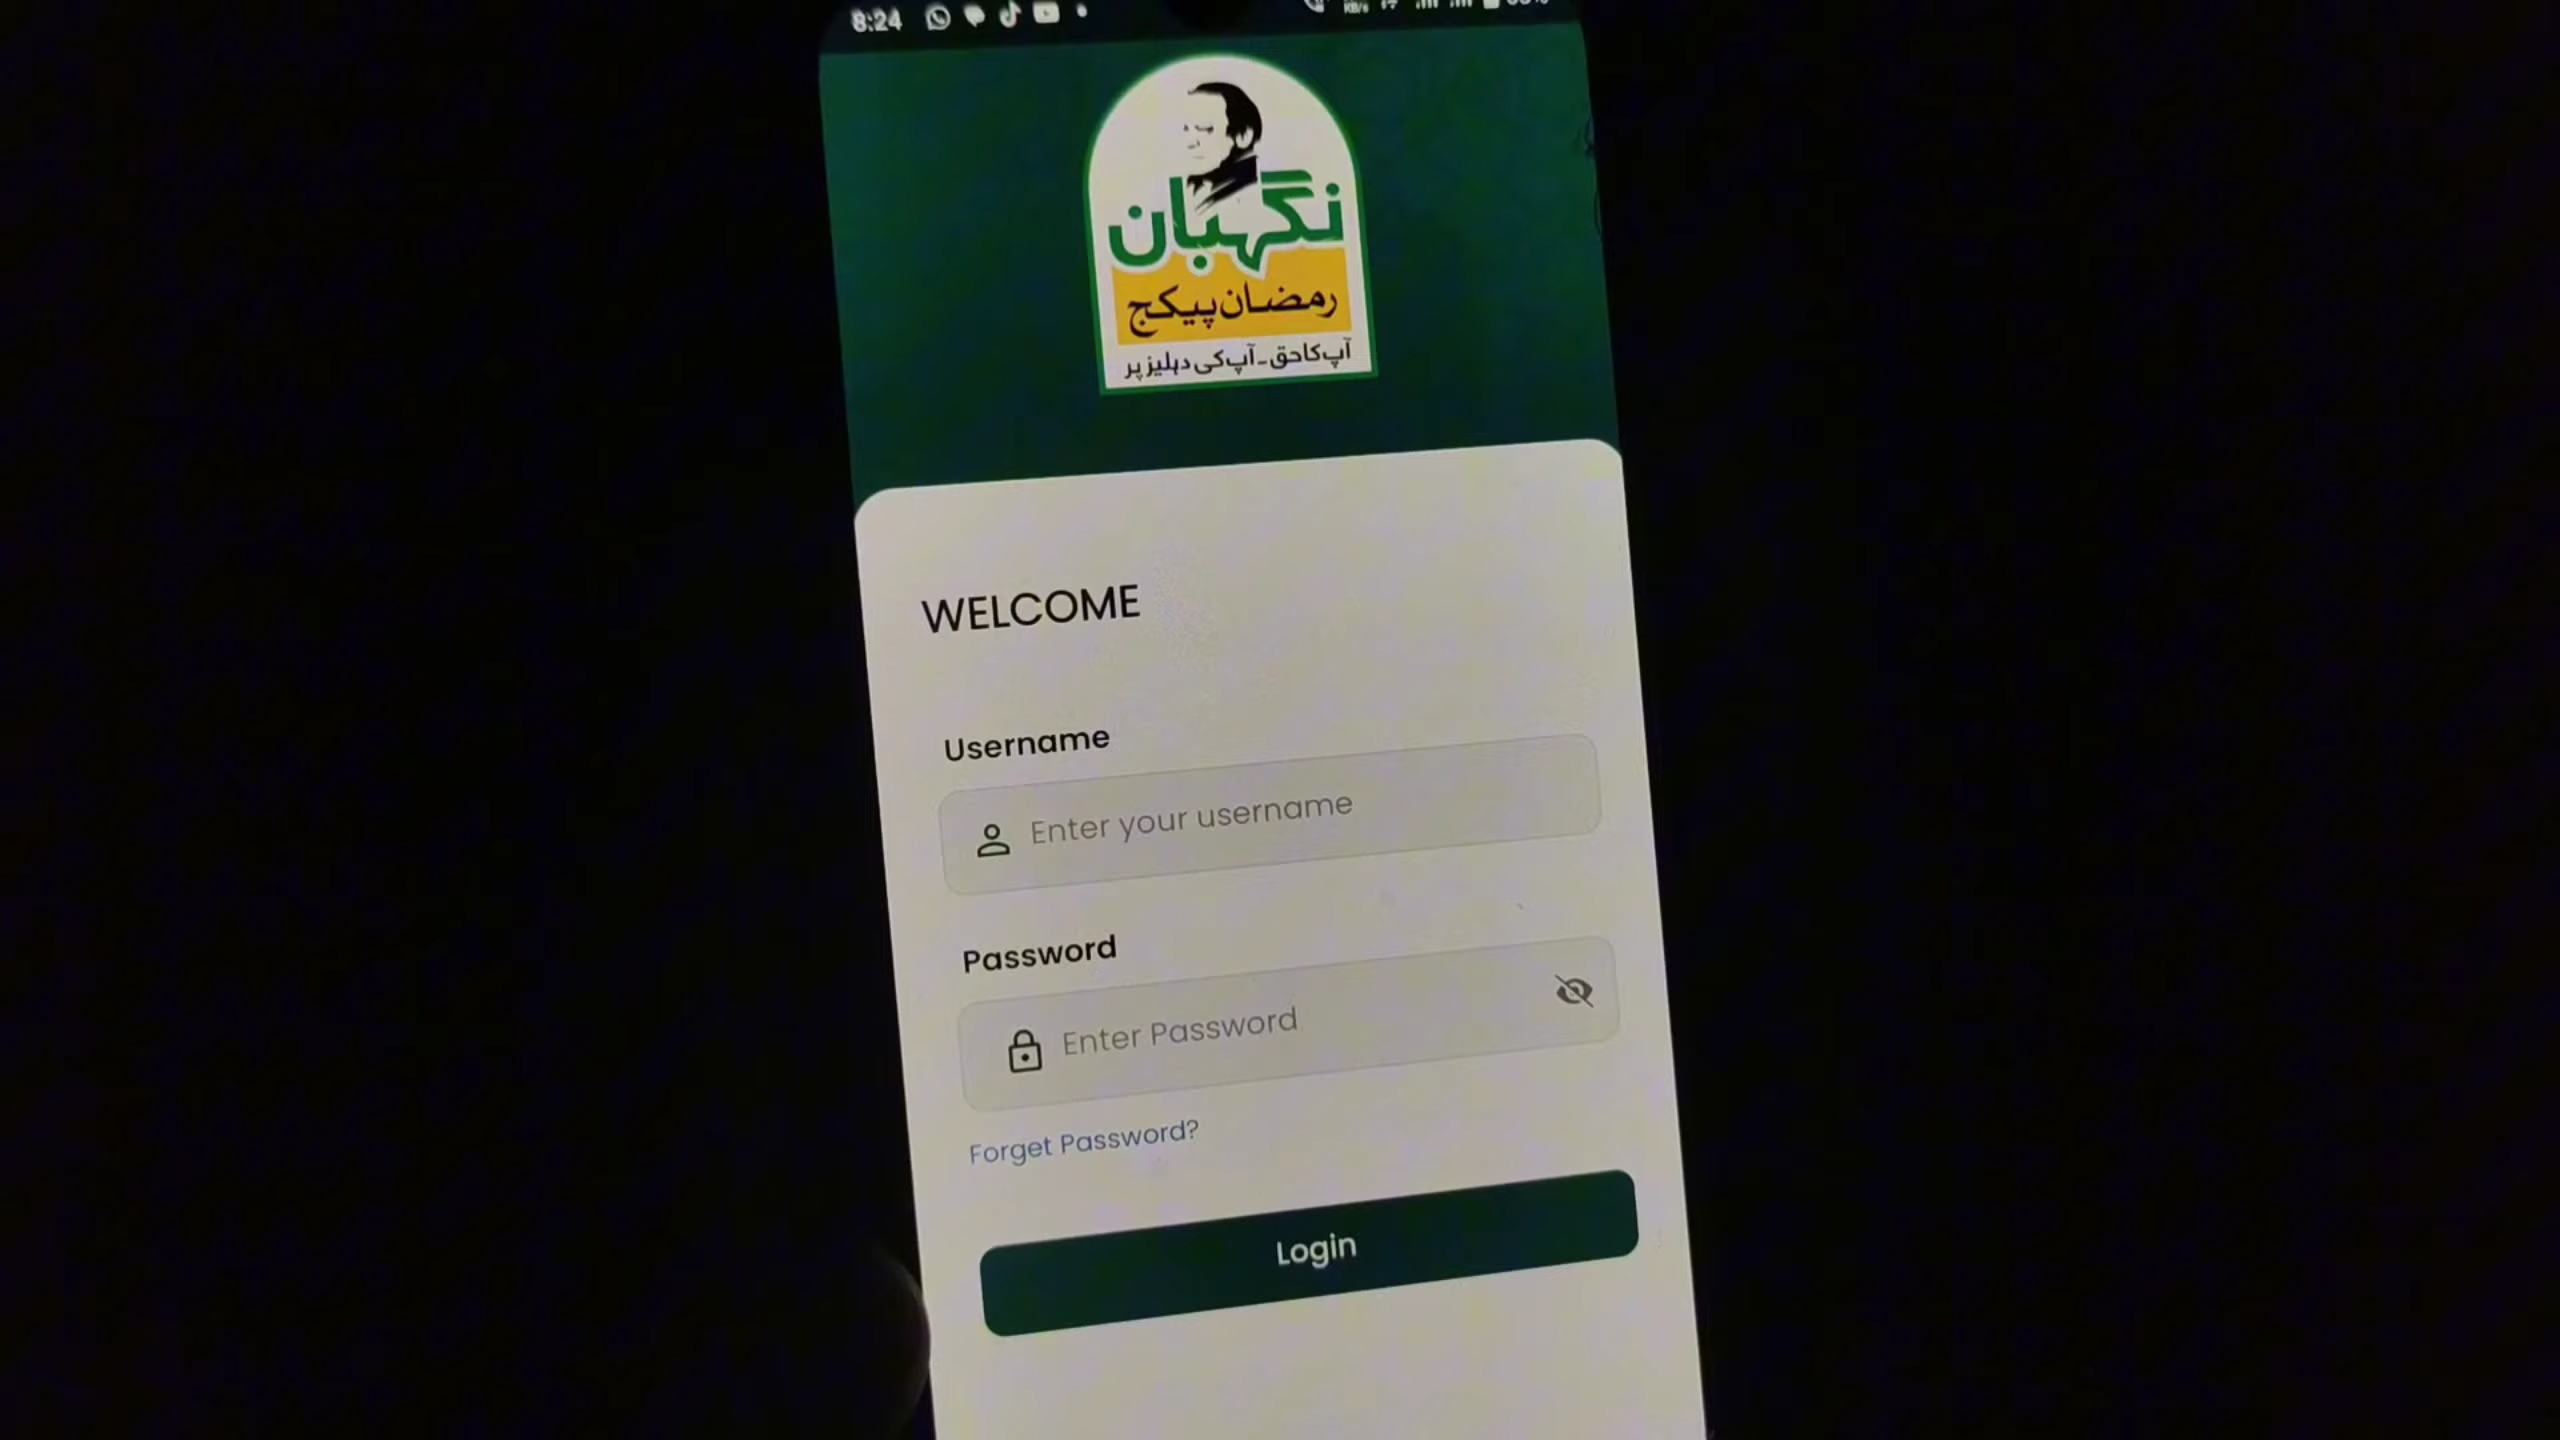 8:24
KB/s
نگہبان
رمضان پیکج
آپ کا حق۔ آپ کی دہلیز پر
WELCOME
Username
Enter your username
Password
Enter Password
Forget Password?
Login